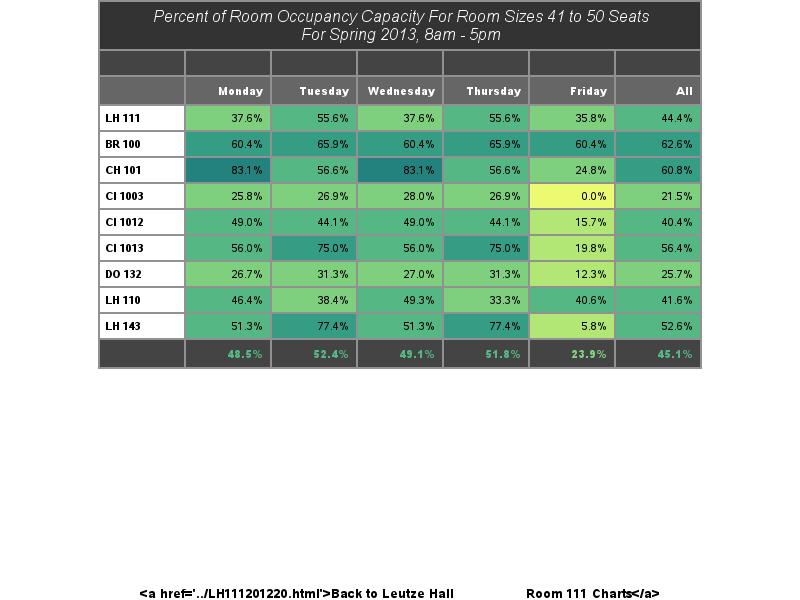 Percent of Room Occupancy Capacity For Room Sizes 41 to 50 Seats
For Spring 2013, 8am - 5pm
Monday Tuesday Wednesday Thursday Friday All
LH 111 37.6% 55.6% 37.6% 55.6% 35.8% 44.4%
BR 100 60.4% 65.9% 60.4% 65.9% 60.4% 62.6%
CH 101 83.1% 56.6% 83.1% 56.6% 24.8% 60.8%
CI 1003 25.8% 26.9% 28.0% 26.9% 0.0% 21.5%
CI 1012 49.0% 44.1% 49.0% 44.1% 15.7% 40.4%
CI 1013 56.0% 75.0% 56.0% 75.0% 19.8% 56.4%
DO 132 26.7% 31.3% 27.0% 31.3% 12.3% 25.7%
LH 110 46.4% 38.4% 49.3% 33.3% 40.6% 41.6%
LH 143 51.3% 77.4% 51.3% 77.4% 5.8% 52.6%
48.5% 52.4% 49.1% 51.8% 23.9% 45.1%
<a href='../LH111201220.html'>Back to Leutze Hall Room 111 Charts</a>